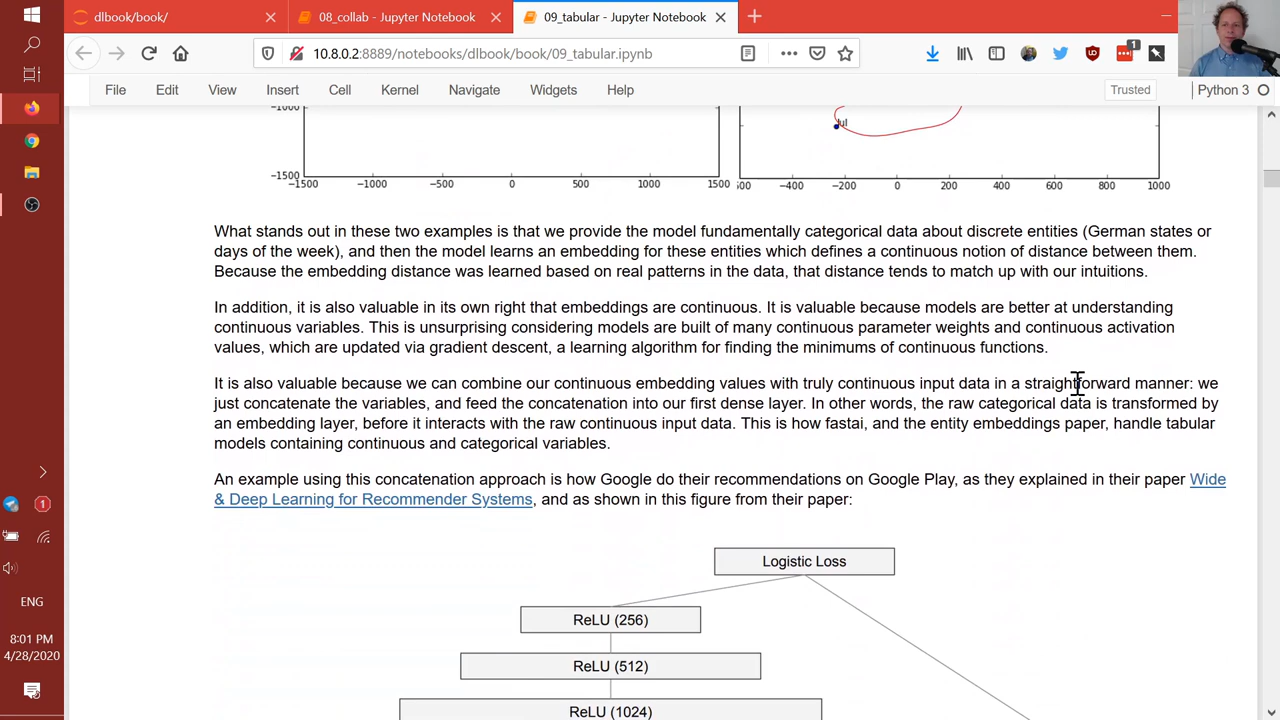 dlbook/book/
08_collab - Jupyter Notebook
09_tabular - Jupyter Notebook
10.8.0.2:8889/notebooks/dlbook/book/09_tabular.ipynb
1
File Edit View Insert Cell Kernel Navigate Widgets Help
Trusted
Python 3
-1000
Jul
-1500
-1500 -1000 -500 0 500 1000 1500
-400 -200 0 200 400 600 800 1000
What stands out in these two examples is that we provide the model fundamentally categorical data about discrete entities (German states or
days of the week), and then the model learns an embedding for these entities which defines a continuous notion of distance between them.
Because the embedding distance was learned based on real patterns in the data, that distance tends to match up with our intuitions.
In addition, it is also valuable in its own right that embeddings are continuous. It is valuable because models are better at understanding
continuous variables. This is unsurprising considering models are built of many continuous parameter weights and continuous activation
values, which are updated via gradient descent, a learning algorithm for finding the minimums of continuous functions.
It is also valuable because we can combine our continuous embedding values with truly continuous input data in a straightforward manner: we
just concatenate the variables, and feed the concatenation into our first dense layer. In other words, the raw categorical data is transformed by
an embedding layer, before it interacts with the raw continuous input data. This is how fastai, and the entity embeddings paper, handle tabular
models containing continuous and categorical variables.
An example using this concatenation approach is how Google do their recommendations on Google Play, as they explained in their paper Wide
& Deep Learning for Recommender Systems, and as shown in this figure from their paper:
Logistic Loss
ReLU (256)
ReLU (512)
ReLU (1024)
1
ENG
8:01 PM
4/28/2020